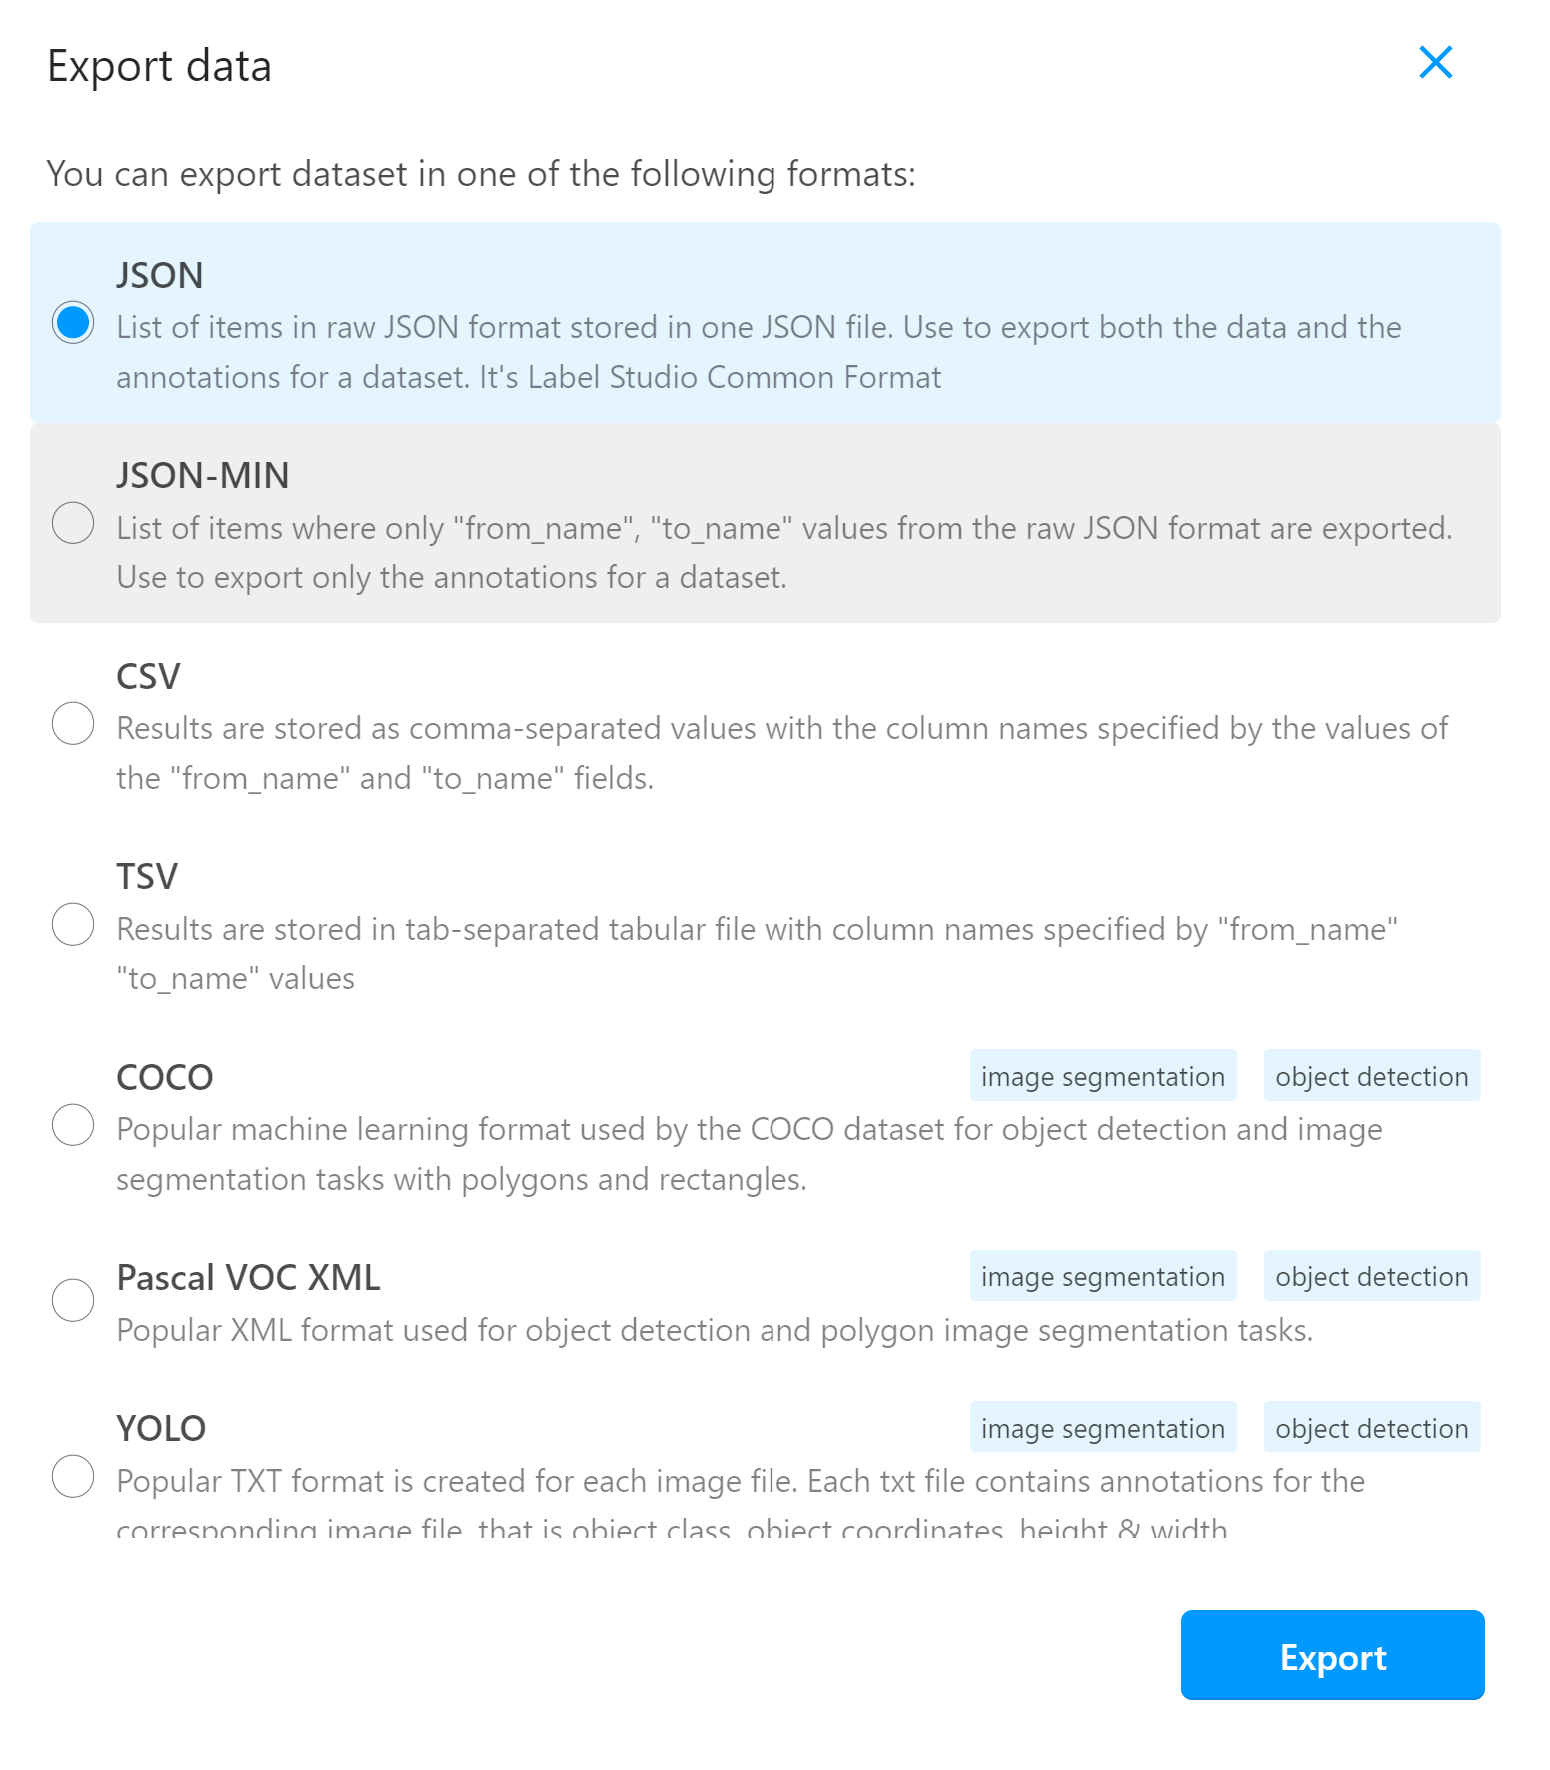 Export data
You can export dataset in one of the following formats:
JSON
List of items in raw JSON format stored in one JSON file. Use to export both the data and the
annotations for a dataset. It's Label Studio Common Format
JSON-MIN
List of items where only "from_name", "to_name" values from the raw JSON format are exported.
Use to export only the annotations for a dataset.
CSV
Results are stored as comma-separated values with the column names specified by the values of
the "from_name" and "to_name" fields.
TSV
Results are stored in tab-separated tabular file with column names specified by "from_name"
"to_name" values
COCO image segmentation object detection
Popular machine learning format used by the COCO dataset for object detection and image
segmentation tasks with polygons and rectangles.
Pascal VOC XML image segmentation object detection
Popular XML format used for object detection and polygon image segmentation tasks.
YOLO image segmentation object detection
Popular TXT format is created for each image file. Each txt file contains annotations for the
corresponding image file, that is object class, object coordinates, height & width.
Export